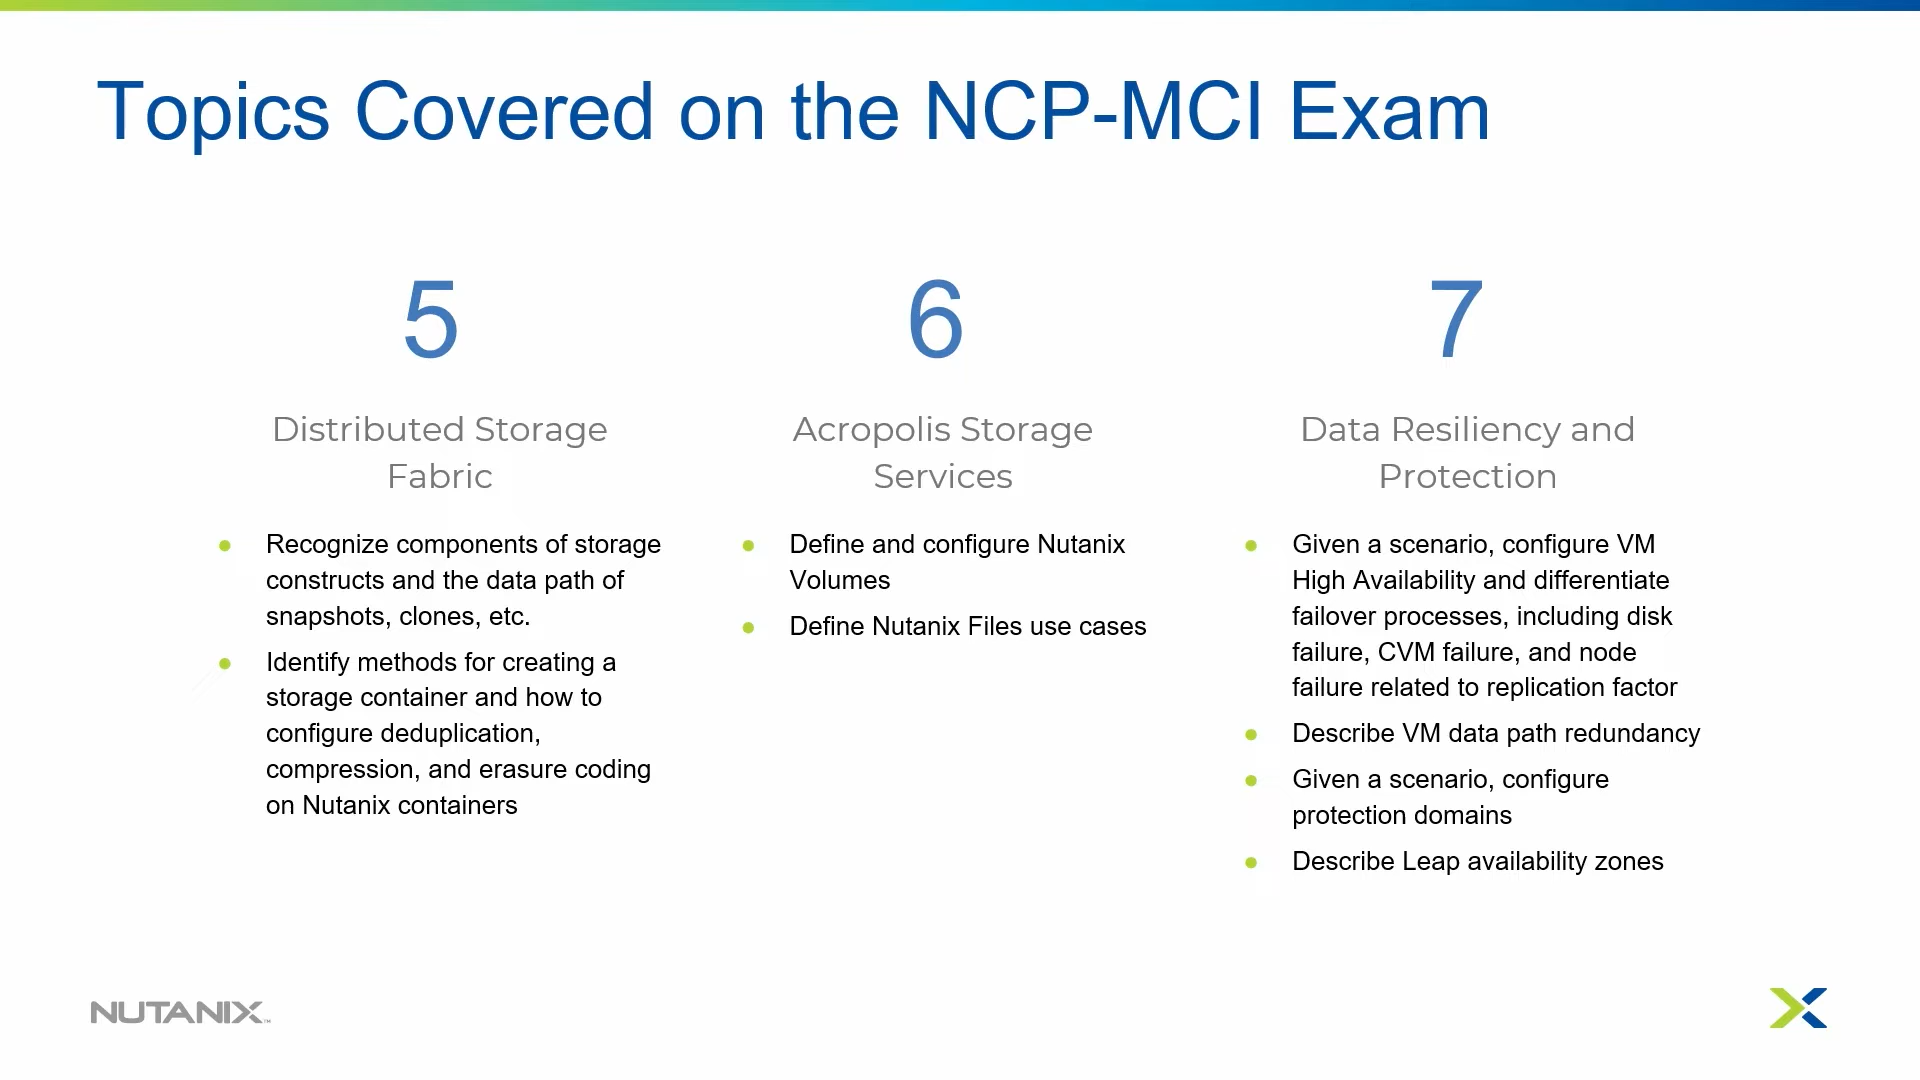 Topics Covered on the NCP-MCI Exam
5
Distributed Storage
Fabric
● Recognize components of storage
constructs and the data path of
snapshots, clones, etc.
● Identify methods for creating a
storage container and how to
configure deduplication,
compression, and erasure coding
on Nutanix containers
6
Acropolis Storage
Services
● Define and configure Nutanix
Volumes
● Define Nutanix Files use cases
7
Data Resiliency and
Protection
● Given a scenario, configure VM
High Availability and differentiate
failover processes, including disk
failure, CVM failure, and node
failure related to replication factor
● Describe VM data path redundancy
● Given a scenario, configure
protection domains
● Describe Leap availability zones
NUTANIX™